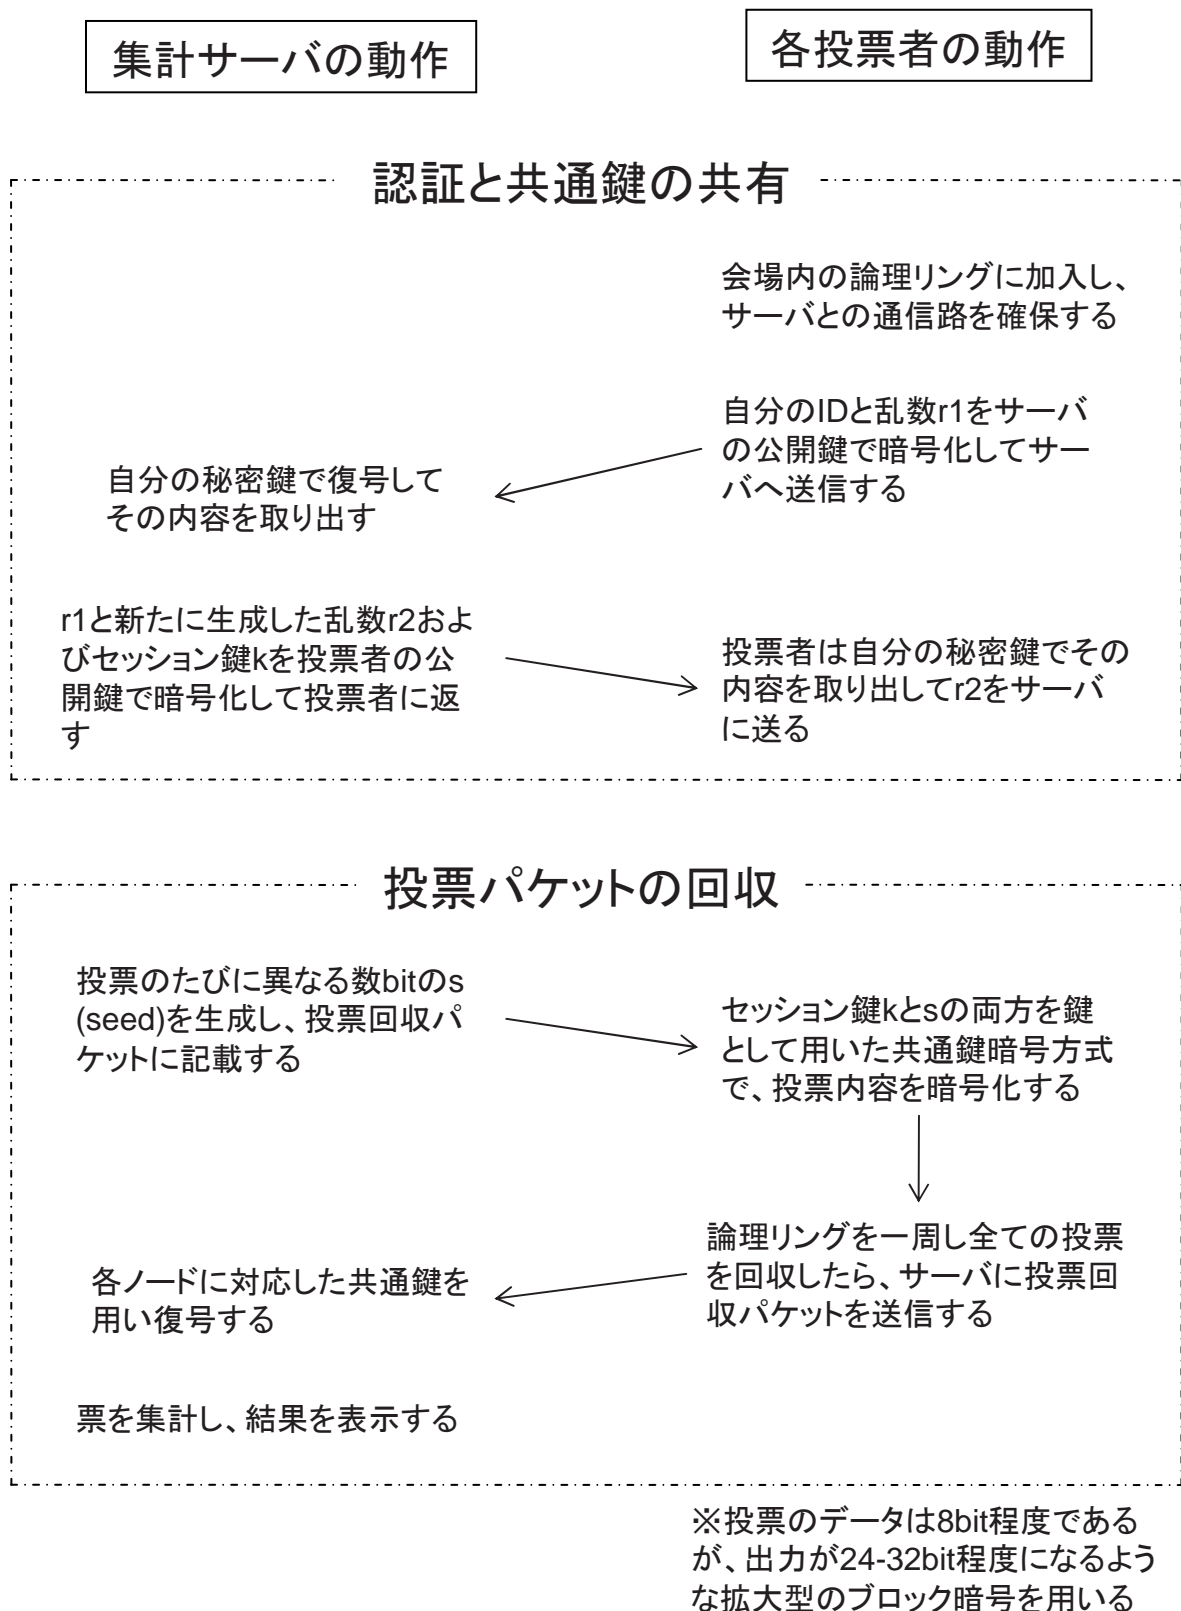 集計サーバの動作
各投票者の動作
認証と共通鍵の共有
会場内の論理リングに加入し、
サーバとの通信路を確保する
自分のIDと乱数r1をサーバ
の公開鍵で暗号化してサー
バへ送信する
自分の秘密鍵で復号して
その内容を取り出す
r1と新たに生成した乱数r2およ
びセッション鍵kを投票者の公
開鍵で暗号化して投票者に返
す
投票者は自分の秘密鍵でその
内容を取り出してr2をサーバ
に送る
投票パケットの回収
投票のたびに異なる数bitのs
(seed)を生成し、投票回収パ
ケットに記載する
セッション鍵kとsの両方を鍵
として用いた共通鍵暗号方式
で、投票内容を暗号化する
論理リングを一周し全ての投票
を回収したら、サーバに投票回
収パケットを送信する
各ノードに対応した共通鍵を
用い復号する
票を集計し、結果を表示する
※投票のデータは8bit程度である
が、出力が24-32bit程度になるよう
な拡大型のブロック暗号を用いる